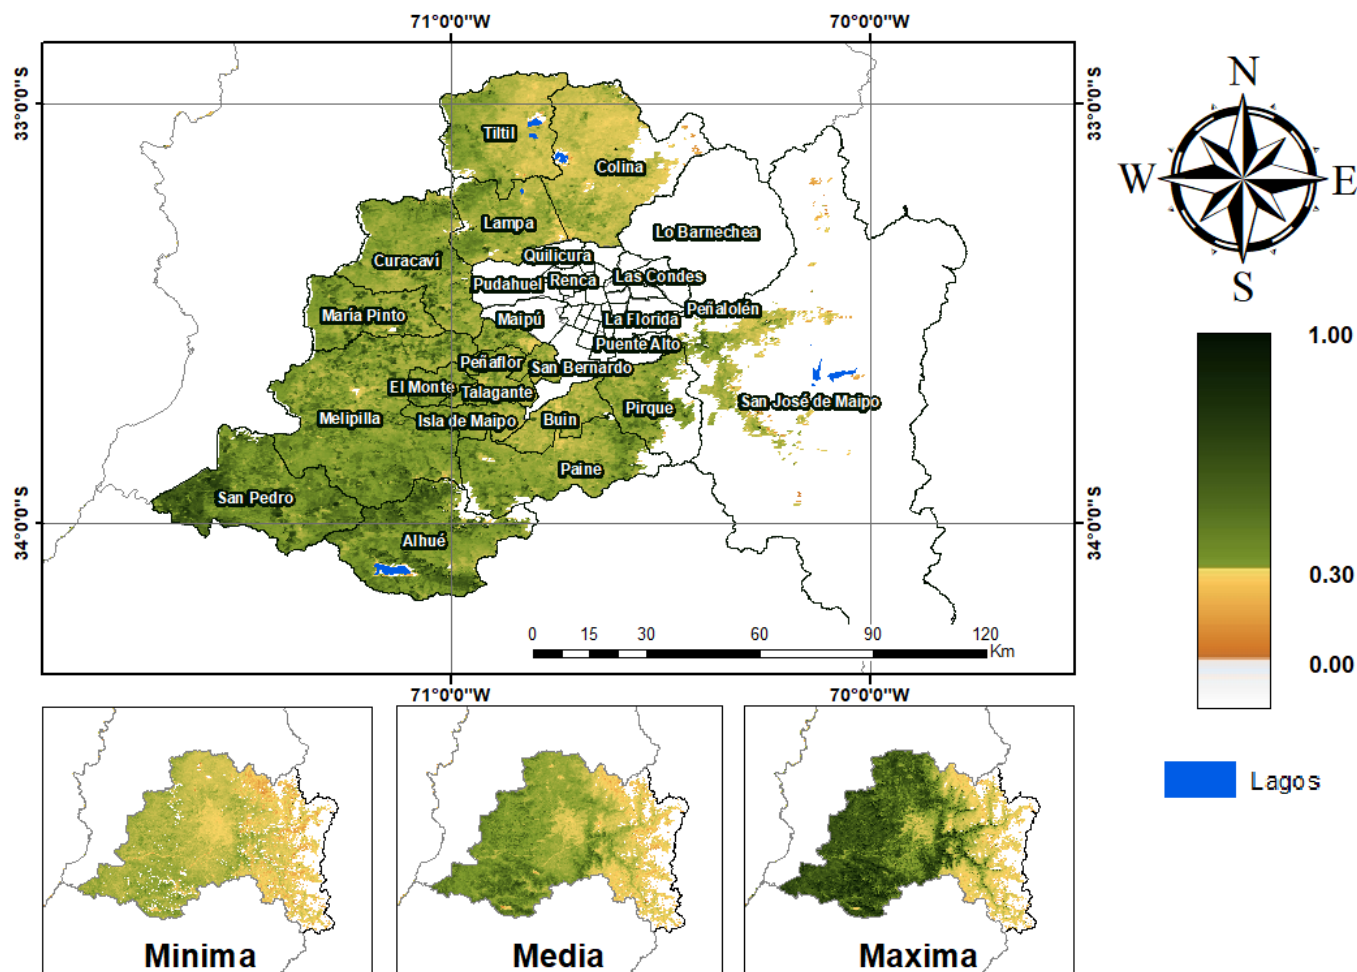 71°0'0"W
70°0'0"W
33°0'0"S
33°0'0"S
N
W
E
S
Tiltil
Colina
Lampa
Lo Barnechea
Curacaví
Quilicura
Pudahuel
Renca
Las Condes
María Pinto
Maipú
La Florida
Peñalolén
Puente Alto
Peñaflor
San Bernardo
El Monte
Talagante
San José de Maipo
Melipilla
Isla de Maipo
Buin
Pirque
Paine
San Pedro
Alhué
34°0'0"S
34°0'0"S
0 15 30 60 90 120
Km
71°0'0"W
70°0'0"W
1.00
0.30
0.00
Lagos
Minima
Media
Maxima